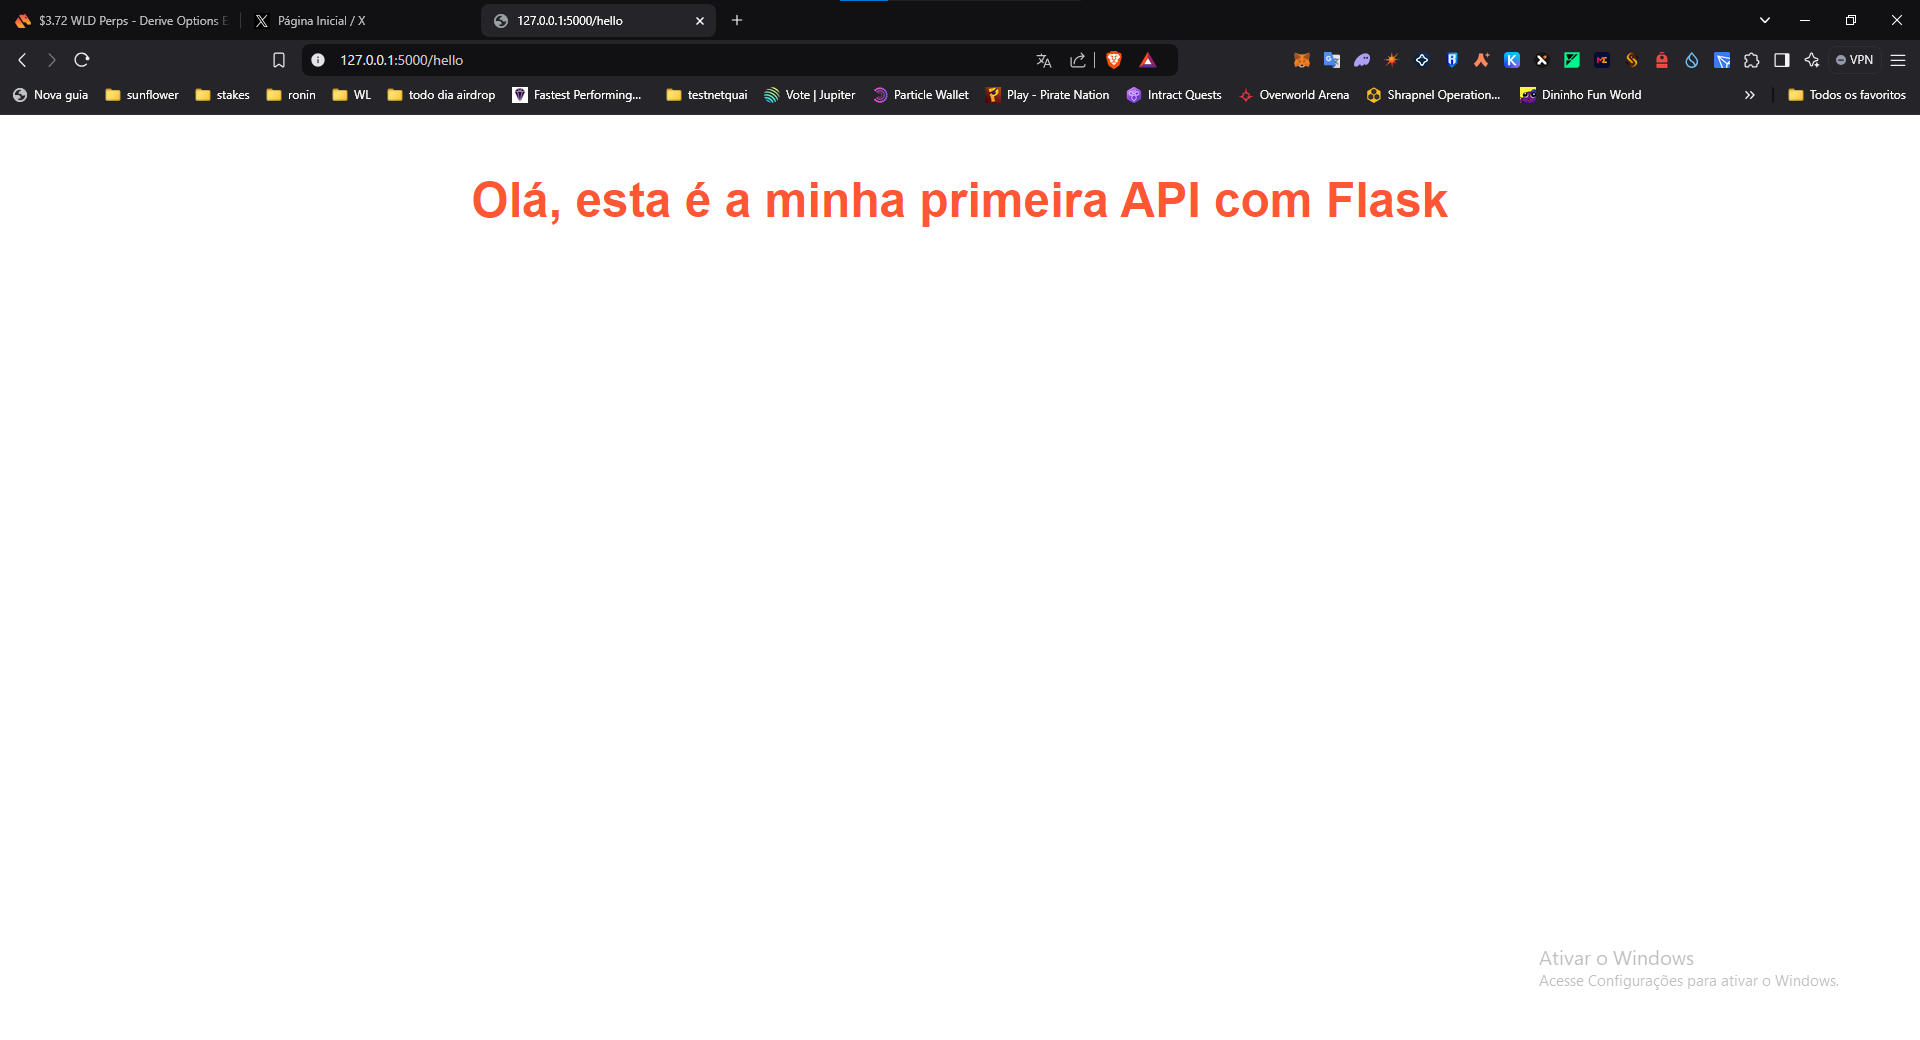 $3.72 WLD Perps - Derive Options E
Página Inicial / X
127.0.0.1:5000/hello
127.0.0.1:5000/hello
VPN
Nova guia
sunflower
stakes
ronin
WL
todo dia airdrop
Fastest Performing...
testnetquai
Vote | Jupiter
Particle Wallet
Play - Pirate Nation
Intract Quests
Overworld Arena
Shrapnel Operation...
Dininho Fun World
Todos os favoritos
Olá, esta é a minha primeira API com Flask
Ativar o Windows
Acesse Configurações para ativar o Windows.